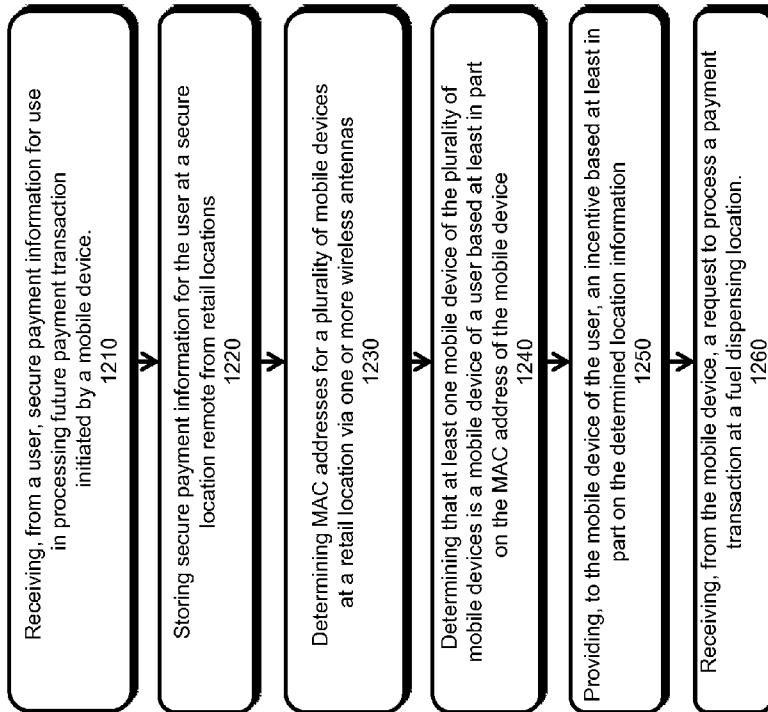 Receiving, from a user, secure payment information for use
in processing future payment transaction
initiated by a mobile device.
1210
Storing secure payment information for the user at a secure
location remote from retail locations
1220
Determining MAC addresses for a plurality of mobile devices
at a retail location via one or more wireless antennas
1230
Determining that at least one mobile device of the plurality of
mobile devices is a mobile device of a user based at least in part
on the MAC address of the mobile device
1240
Providing, to the mobile device of the user, an incentive based at least in
part on the determined location information
1250
Receiving, from the mobile device, a request to process a payment
transaction at a fuel dispensing location.
1260